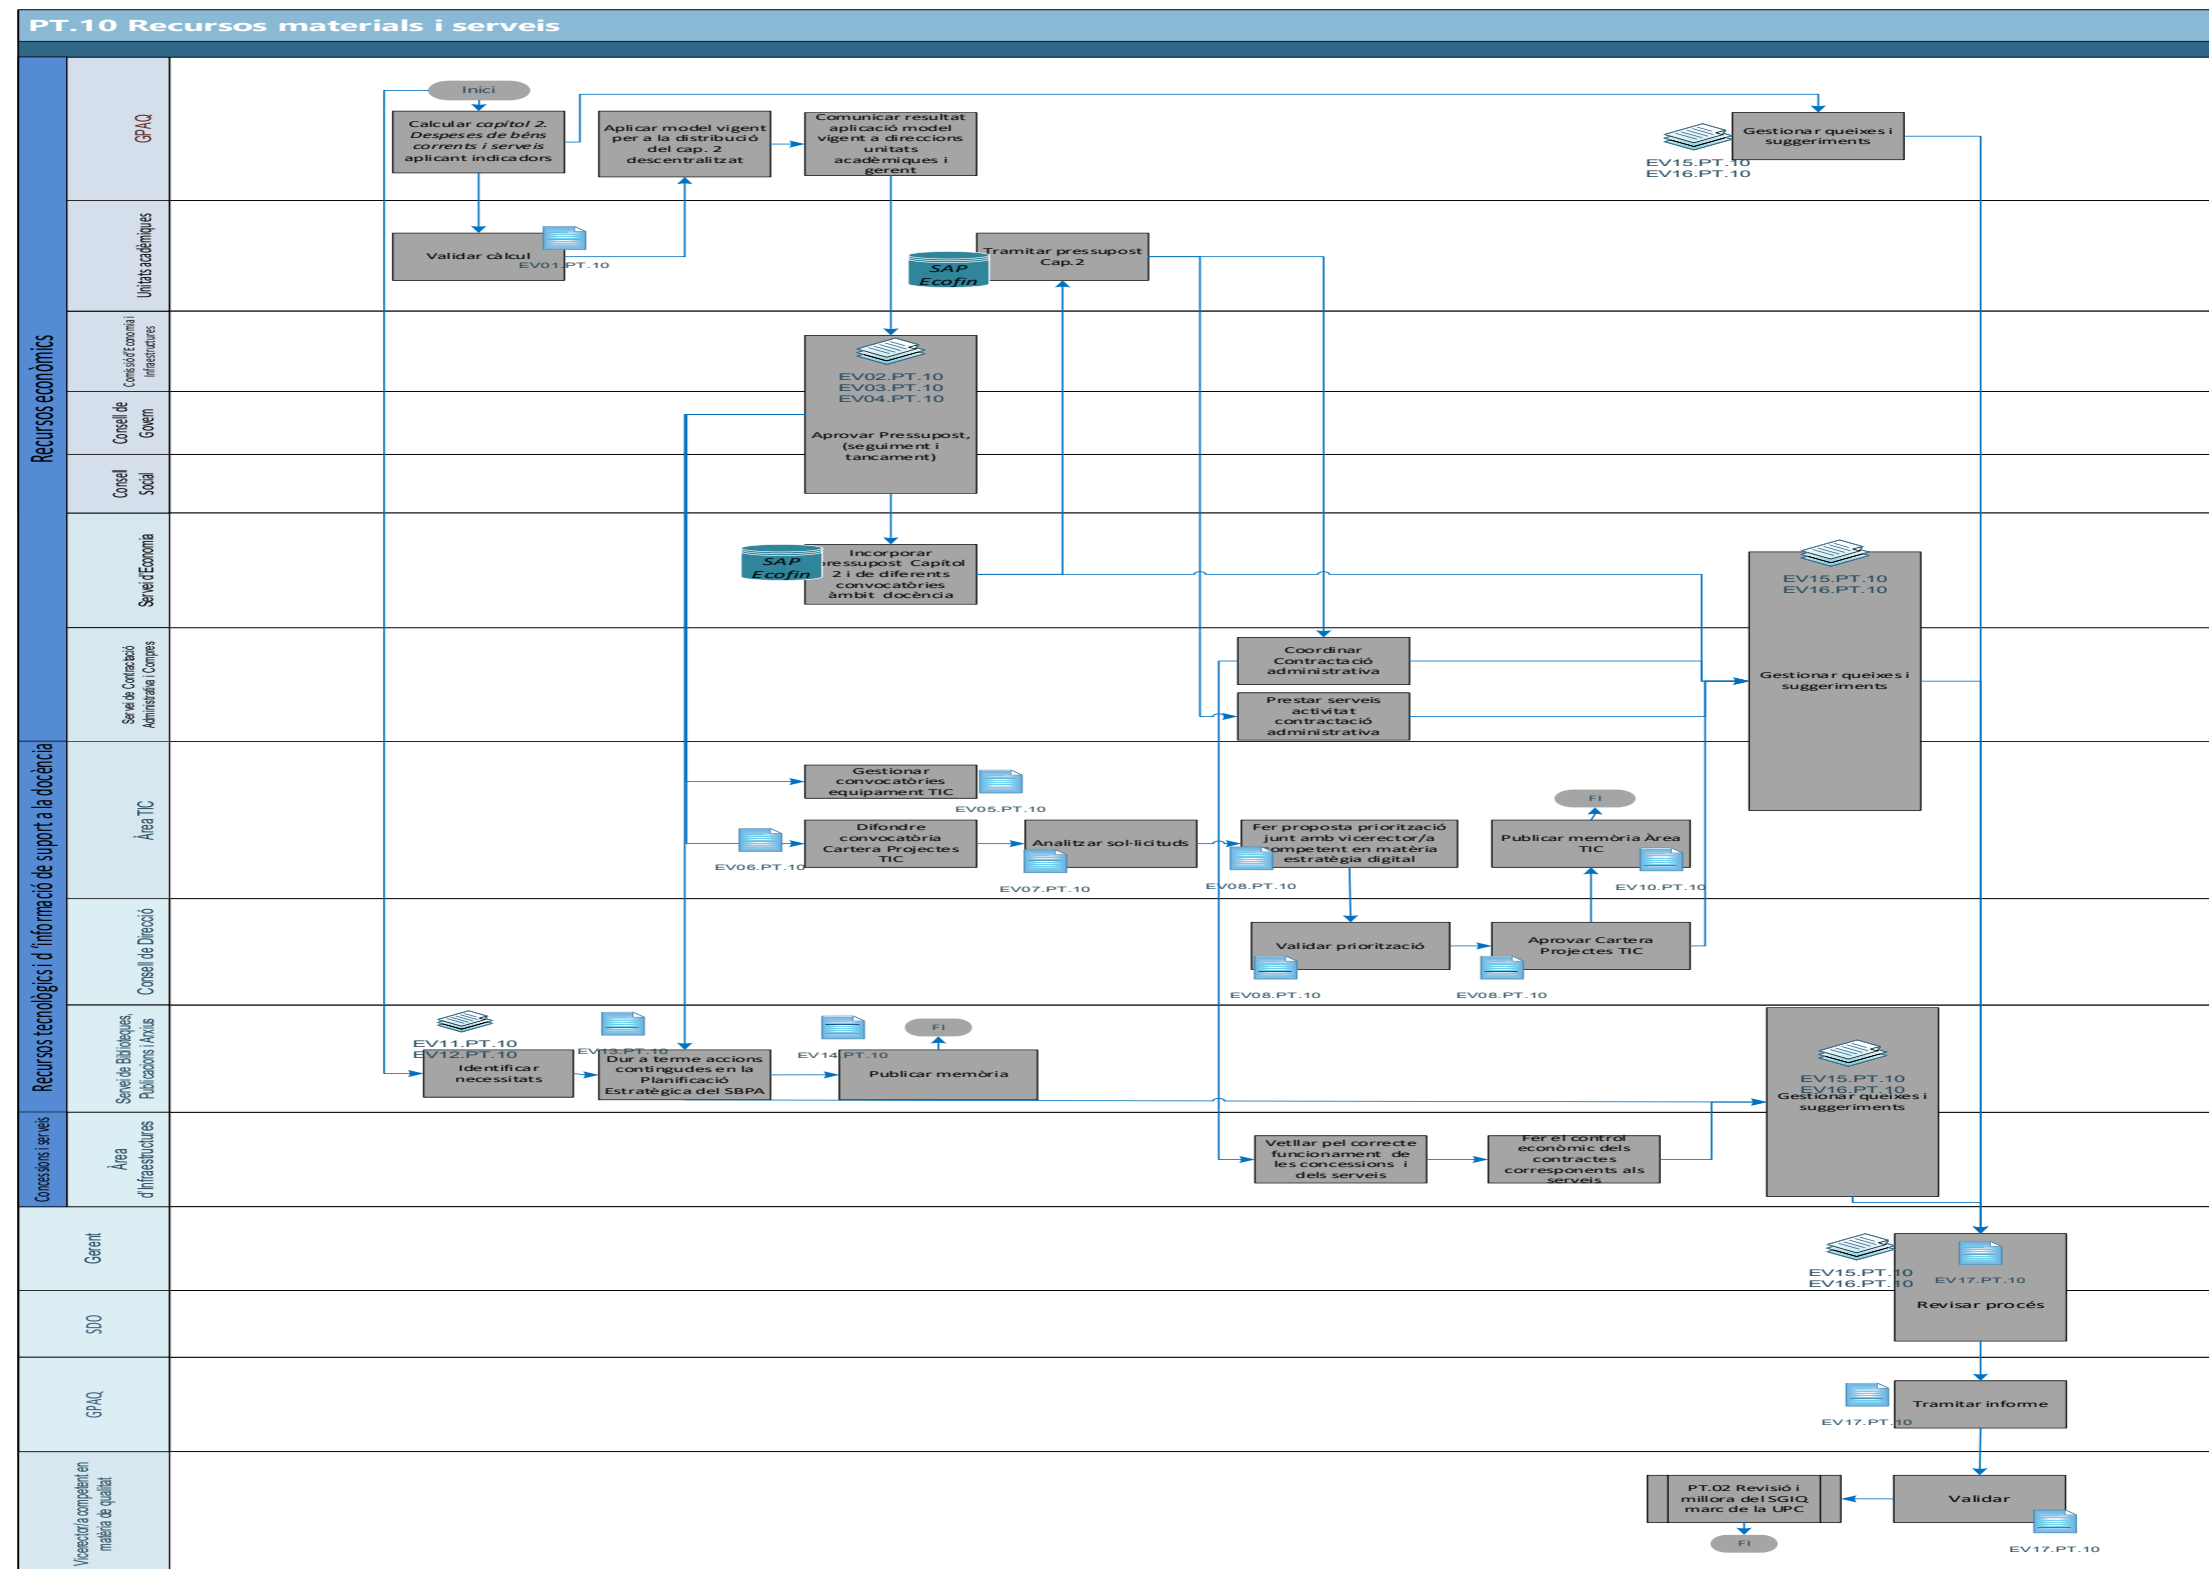 PT.10 Recursos materials i serveis
Recursos econòmics
GPAQ
Inici
Calcular capítol 2.
Despeses de béns
corrents i serveis
aplicant indicadors
Aplicar model vigent
per a la distribució
del cap. 2
descentralitzat
Comunicar resultat
aplicació model
vigent a direccions
unitats
acadèmiques i
gerent
Gestionar queixes i
suggeriments
EV15.PT.10
EV16.PT.10
Unitats acadèmiques
Validar càlcul
EV01.PT.10
Tramitar pressupost
Cap.2
SAP
Ecofin
Comissió d'Economia i
Infraestructures
EV02.PT.10
EV03.PT.10
EV04.PT.10
Consell de
Govern
Aprovar Pressupost,
(seguiment i
tancament)
Consell
Social
Servei d'Economia
SAP
Ecofin
Incorporar
pressupost Capítol
2 i de diferents
convocatòries
àmbit docència
EV15.PT.10
EV16.PT.10
Gestionar queixes i
suggeriments
Servei de Contractació
Administrativa i Compres
Coordinar
Contractació
administrativa
Prestar serveis
activitat
contractació
administrativa
Recursos tecnològics i d'informació de suport a la docència
Àrea TIC
Gestionar
convocatòries
equipament TIC
EV05.PT.10
Difondre
convocatòria
Cartera Projectes
TIC
EV06.PT.10
Analitzar sol·licituds
EV07.PT.10
Fer proposta priorització
junt amb vicerector/a
competent en matèria
estratègia digital
EV08.PT.10
FI
Publicar memòria Àrea
TIC
EV10.PT.10
Consell de Direcció
Validar priorització
EV08.PT.10
Aprovar Cartera
Projectes TIC
EV08.PT.10
Servei de Biblioteques,
Publicacions i Arxius
EV11.PT.10
EV12.PT.10
Identificar
necessitats
EV13.PT.10
Dur a terme accions
contingudes en la
Planificació
Estratègica del SBPA
EV14.PT.10
FI
Publicar memòria
EV15.PT.10
EV16.PT.10
Gestionar queixes i
suggeriments
Concessions i serveis
Àrea
d'Infraestructures
Vetllar pel correcte
funcionament de
les concessions i
dels serveis
Fer el control
econòmic dels
contractes
corresponents als
serveis
Gerent
EV15.PT.10
EV16.PT.10
EV17.PT.10
Revisar procés
SDO
GPAQ
Tramitar informe
EV17.PT.10
Vicerector/a competent en
matèria de qualitat
PT.02 Revisió i
millora del SGIQ
marc de la UPC
FI
Validar
EV17.PT.10